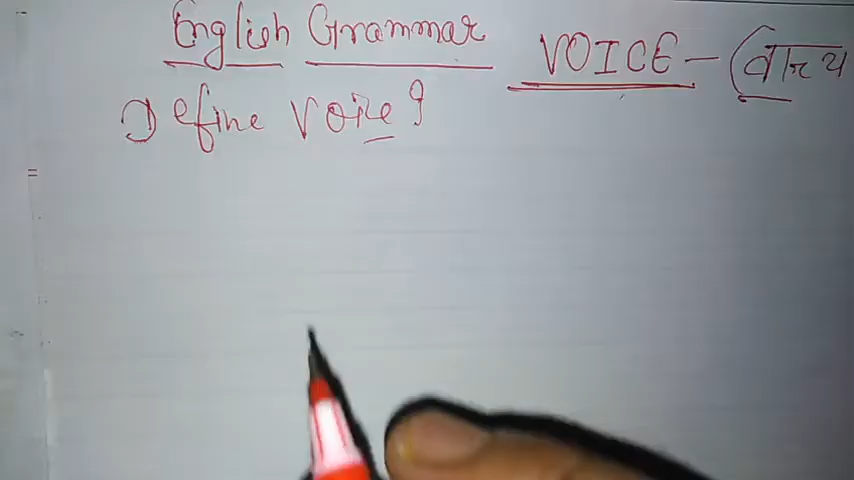 English Grammar VOICE - (वाच्य
Define Voice?
=